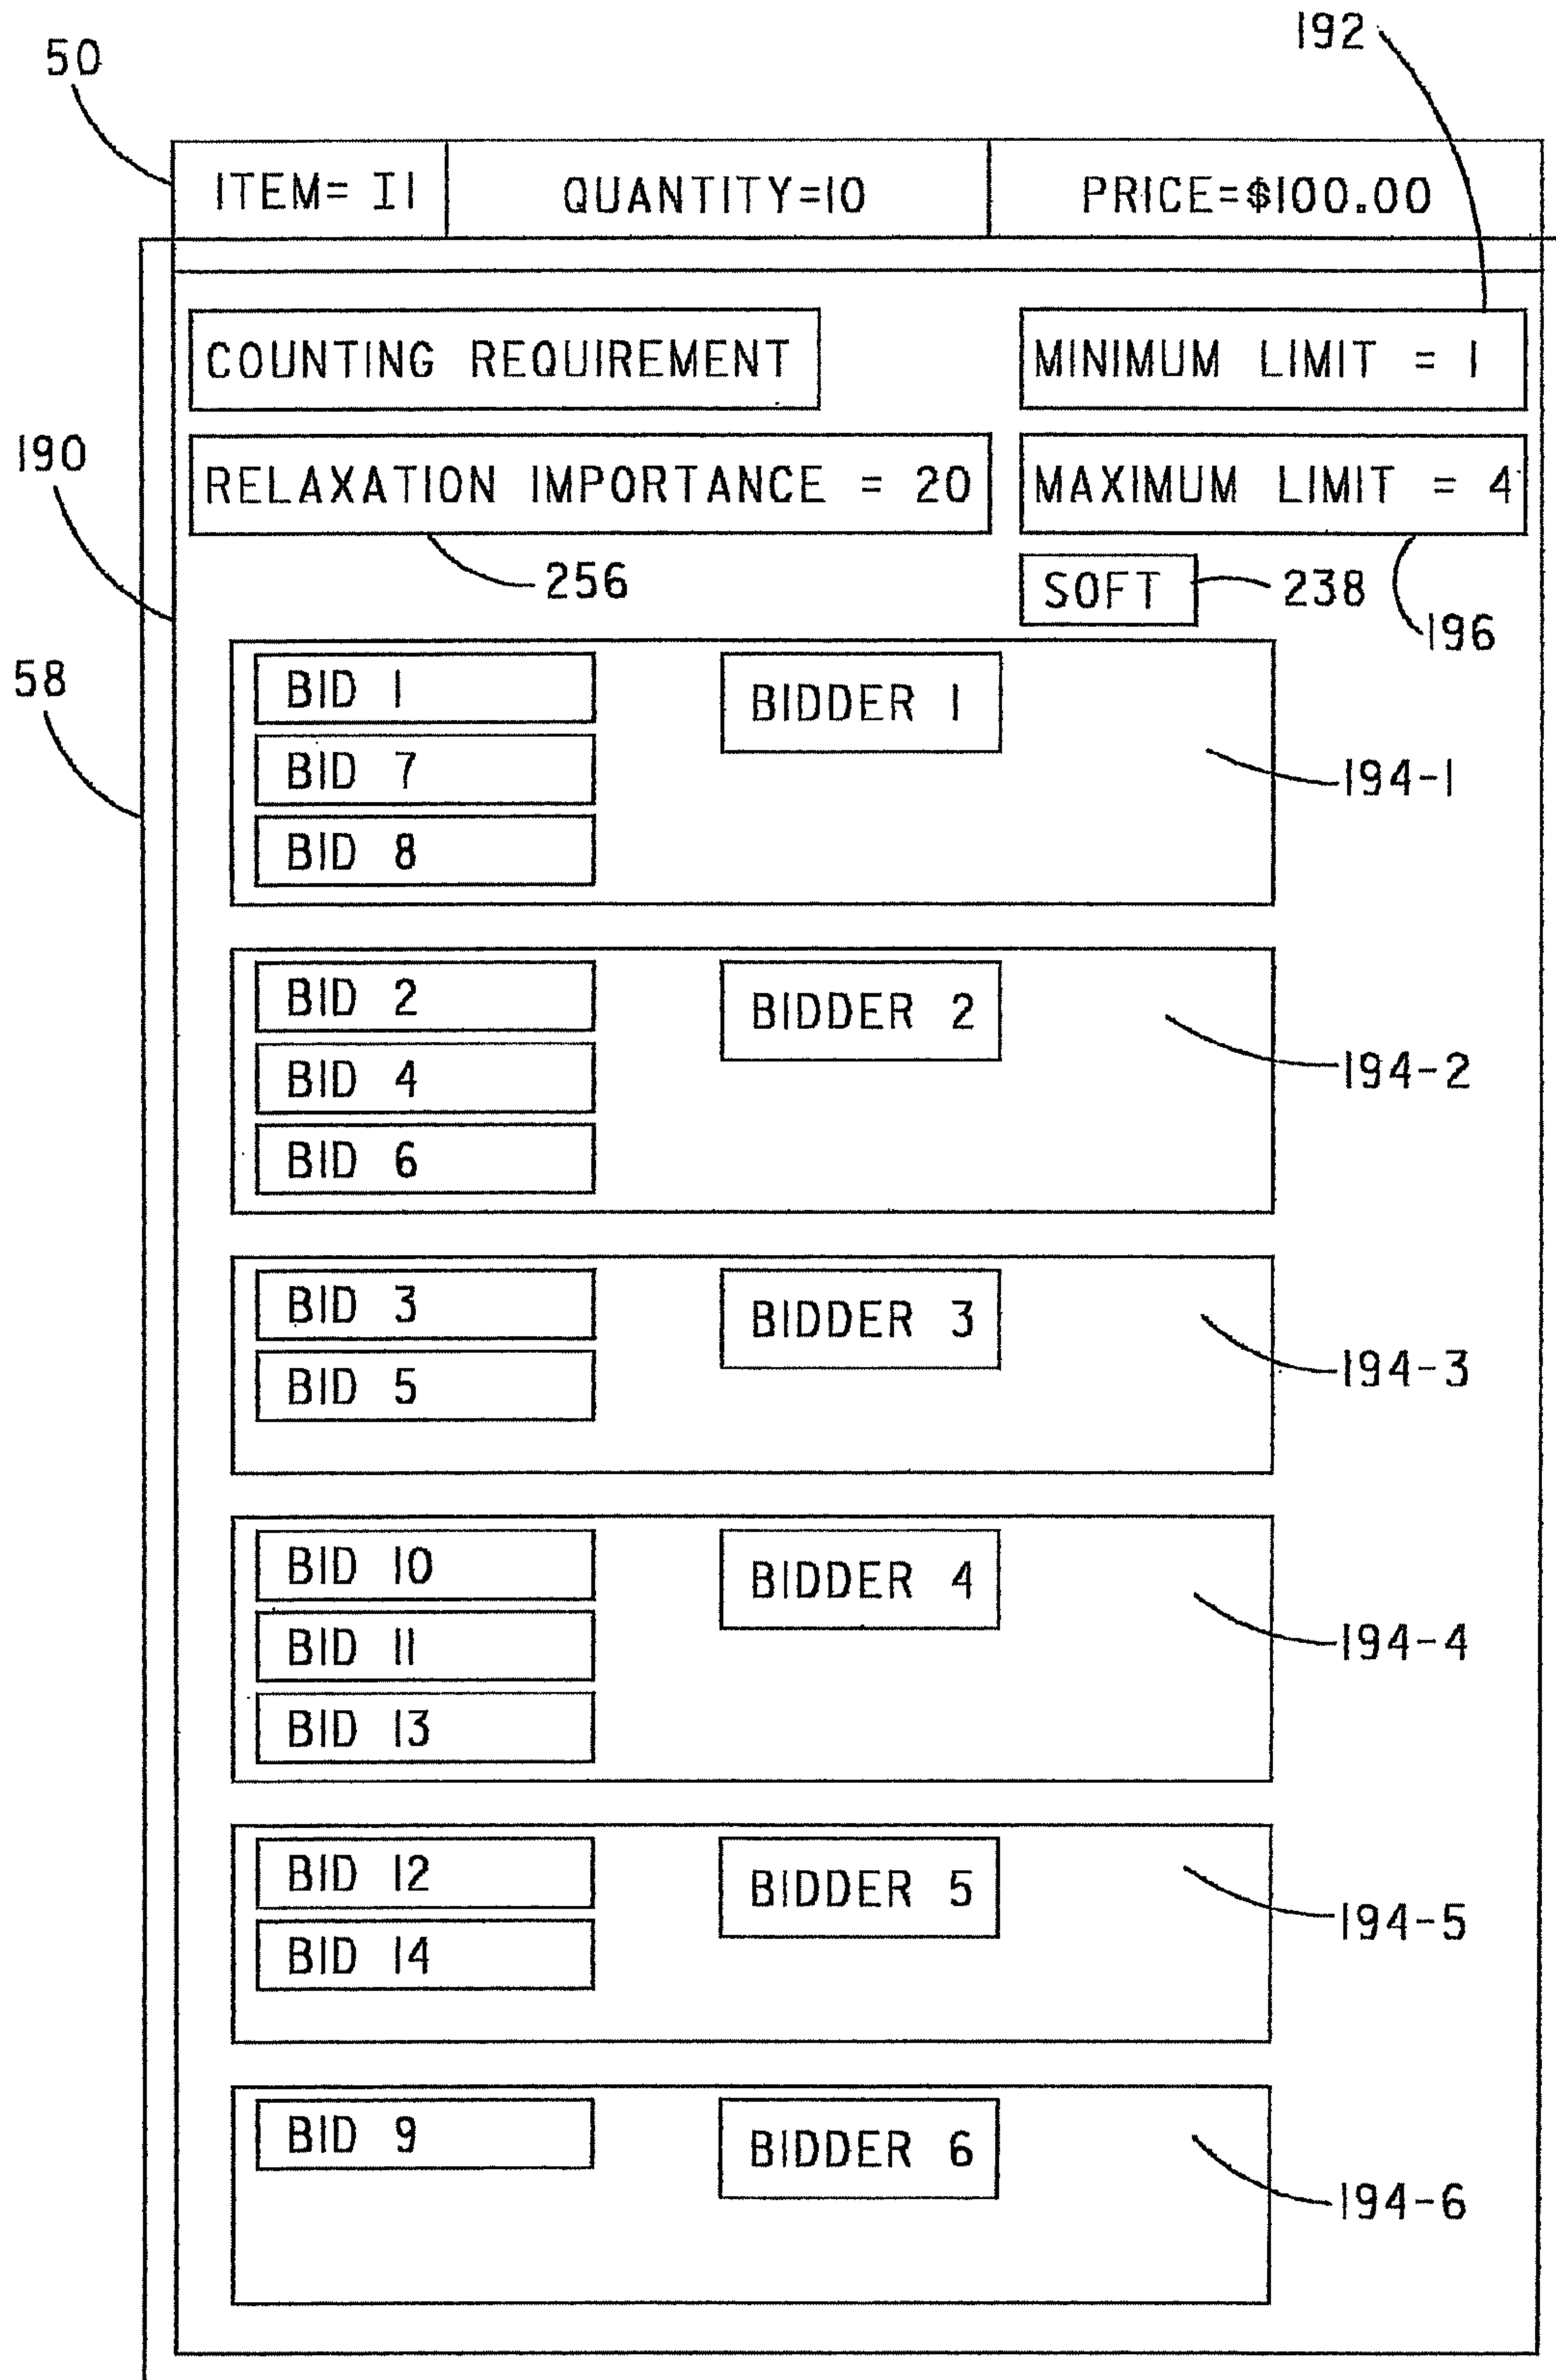 192
50
ITEM= I1 QUANTITY=10 PRICE=$100.00
COUNTING REQUIREMENT MINIMUM LIMIT = 1
190
RELAXATION IMPORTANCE = 20 MAXIMUM LIMIT = 4
256 SOFT 238
196
58
BID 1 BIDDER 1
BID 7 194-1
BID 8
BID 2 BIDDER 2
BID 4 194-2
BID 6
BID 3 BIDDER 3
BID 5 194-3
BID 10 BIDDER 4
BID 11 194-4
BID 13
BID 12 BIDDER 5
BID 14 194-5
BID 9 BIDDER 6
194-6